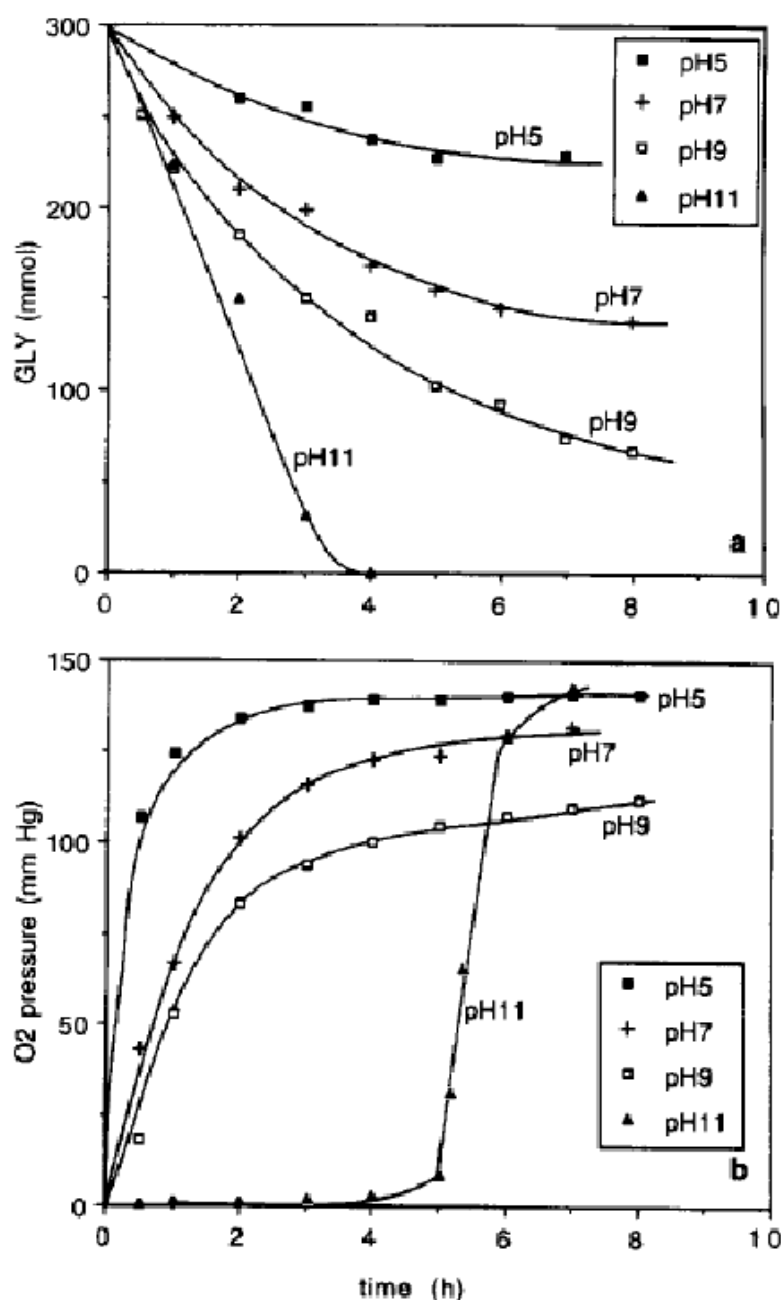 GLY (mmol)
300
200
100
0
0 2 4 6 8 10
pH5
pH7
pH9
pH11
pH5
pH7
pH9
pH11
a
O2 pressure (mm Hg)
150
100
50
0
0 2 4 6 8 10
pH5
pH7
pH9
pH11
pH5
pH7
pH9
pH11
b
time (h)